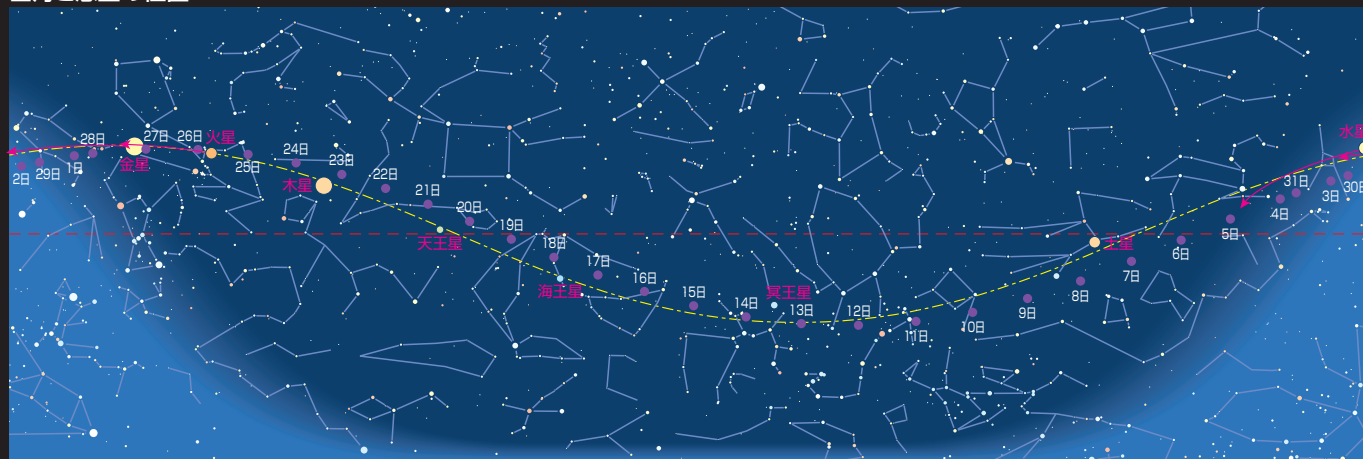 28日
27日
26日
火星
水星
2日
29日
1日
金星
25日
24日
23日
木星
22日
21日
20日
天王星
19日
18日
海王星
17日
16日
15日
14日
冥王星
13日
12日
11日
10日
9日
8日
7日
土星
6日
5日
4日
31日
3日
30日